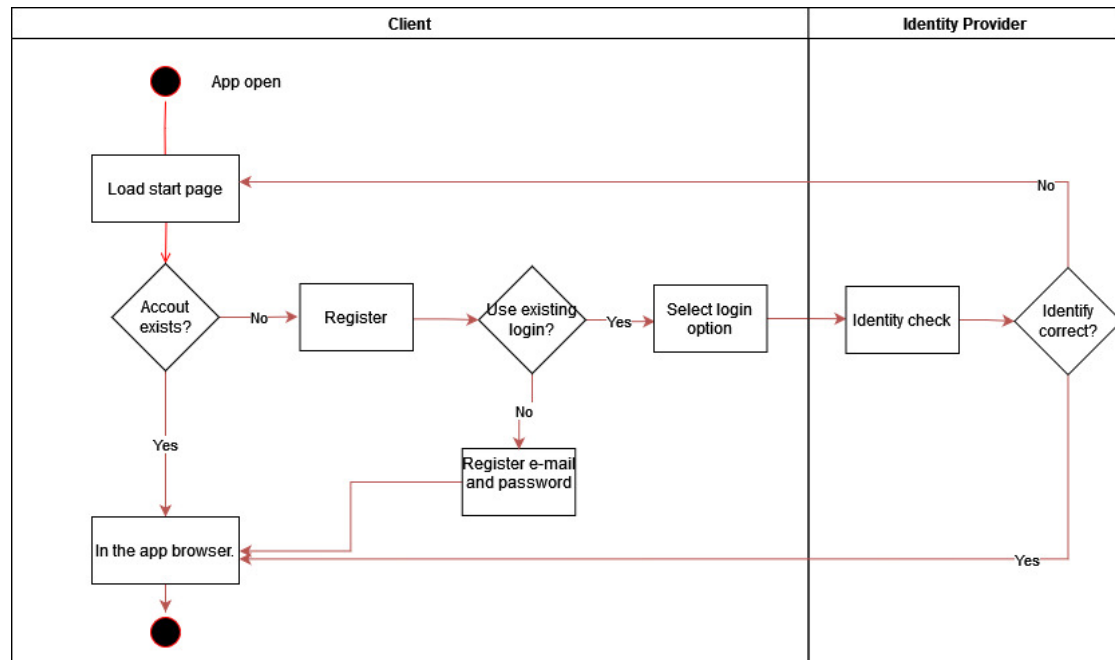 Client
Identity Provider
App open
Load start page
No
Accout
exists?
No
Register
Use existing
login?
Yes
Select login
option
Identity check
Identify
correct?
No
Yes
Register e-mail
and password
In the app browser.
Yes